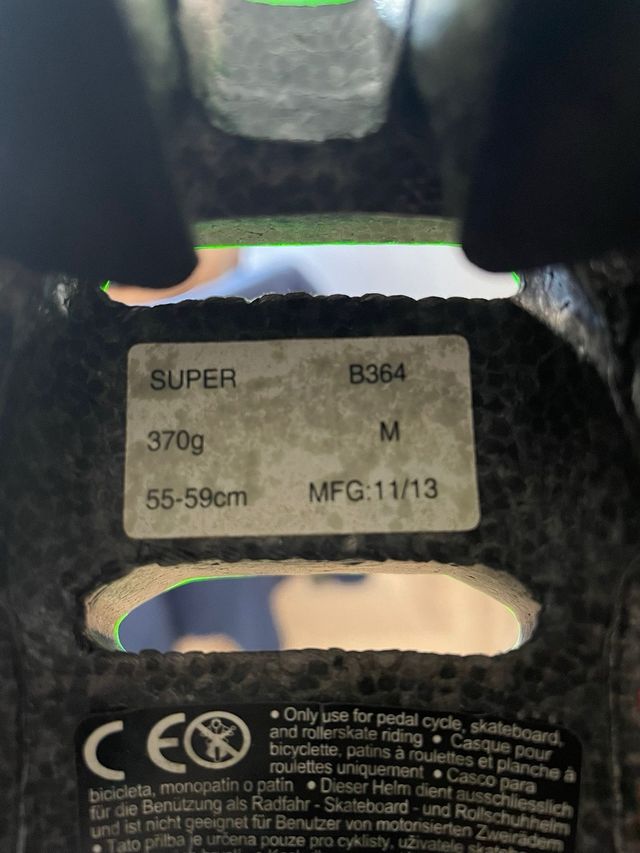 SUPER B364
370g M
55-59cm MFG:11/13
CE
• Only use for pedal cycle, skateboard,
and rollerskate riding • Casque pour
bicyclette, patins à roulettes et planche à
roulettes uniquement • Casco para
bicicleta, monopatin o patin • Dieser Helm dient ausschliesslich
für die Benutzung als Radfahr - Skateboard - und Rollschuhhelm
und ist nicht geeignet für Benutzer von motorisierten Zweirädern
• Tato přilba je určena pouze pro cyklisty, uživatele